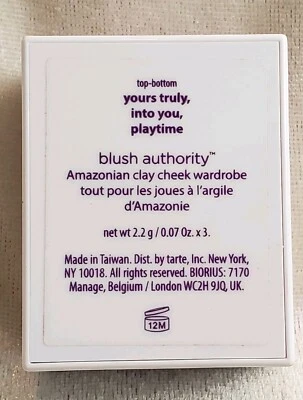 top-bottom
yours truly,
into you,
playtime
blush authority™
Amazonian clay cheek wardrobe
tout pour les joues à l'argile
d'Amazonie
net wt 2.2 g / 0.07 Oz. x 3.
Made in Taiwan. Dist. by tarte, Inc. New York,
NY 10018. All rights reserved. BIORIUS: 7170
Manage, Belgium / London WC2H 9JQ, UK.
12M